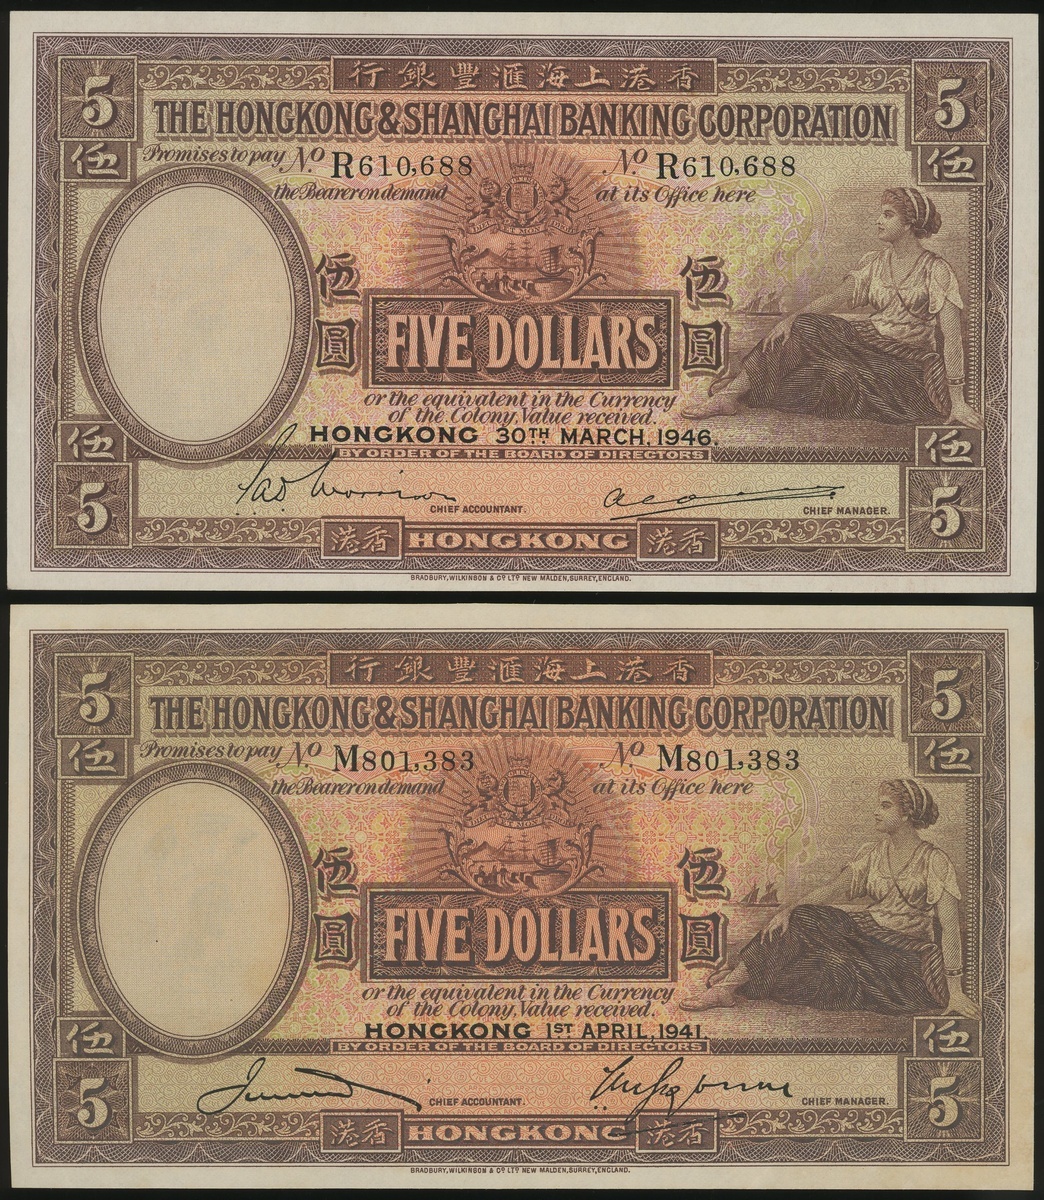 行銀豐滙海上港香
5 5
THE HONGKONG & SHANGHAI BANKING CORPORATION
伍 伍
Promises to pay No R610,688 No R610,688
the Bearer on demand at its Office here
伍圓 伍圓
FIVE DOLLARS
or the equivalent in the Currency
of the Colony, Value received.
HONGKONG 30TH MARCH, 1946.
伍 伍
BY ORDER OF THE BOARD OF DIRECTORS
5 5
CHIEF ACCOUNTANT. CHIEF MANAGER.
港香 HONGKONG 港香
BRADBURY, WILKINSON & CO LTD NEW MALDEN, SURREY, ENGLAND.
行銀豐滙海上港香
5 5
THE HONGKONG & SHANGHAI BANKING CORPORATION
伍 伍
Promises to pay No M801,383 No M801,383
the Bearer on demand at its Office here
伍圓 伍圓
FIVE DOLLARS
or the equivalent in the Currency
of the Colony, Value received.
HONGKONG 1ST APRIL, 1941.
伍 伍
BY ORDER OF THE BOARD OF DIRECTORS
5 5
CHIEF ACCOUNTANT. CHIEF MANAGER.
港香 HONGKONG 港香
BRADBURY, WILKINSON & CO LTD NEW MALDEN, SURREY, ENGLAND.